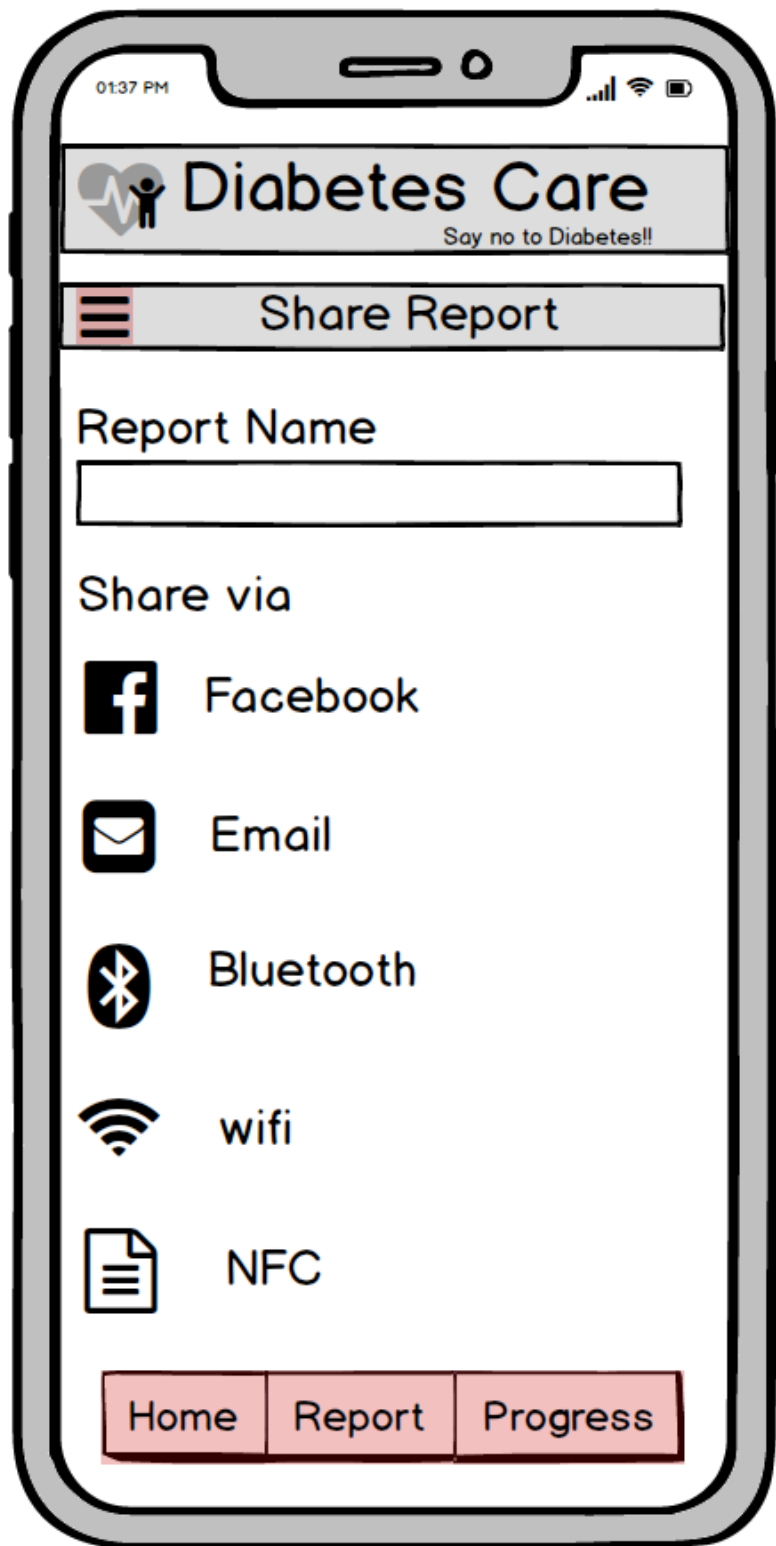 01:37 PM
Diabetes Care
Say no to Diabetes!!
Share Report
Report Name
Share via
Facebook
Email
Bluetooth
wifi
NFC
Home Report Progress